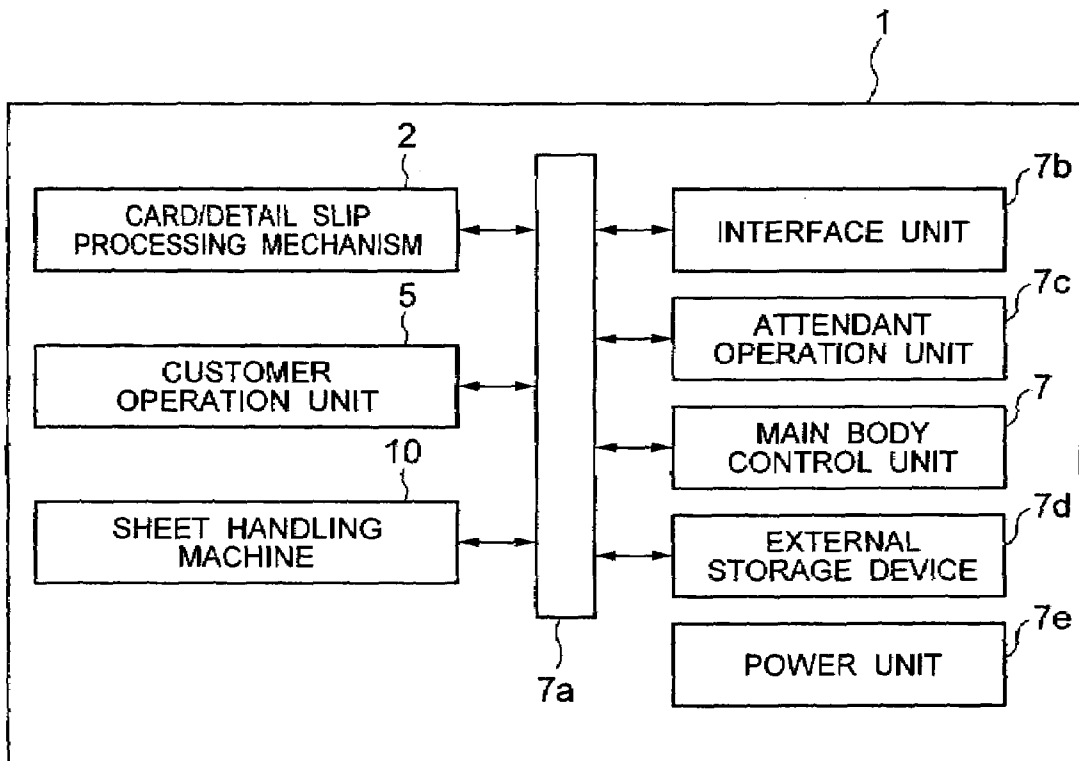 1
2
CARD/DETAIL SLIP
PROCESSING MECHANISM
5
CUSTOMER
OPERATION UNIT
10
SHEET HANDLING
MACHINE
7a
7b
INTERFACE UNIT
7c
ATTENDANT
OPERATION UNIT
7
MAIN BODY
CONTROL UNIT
7d
EXTERNAL
STORAGE DEVICE
7e
POWER UNIT